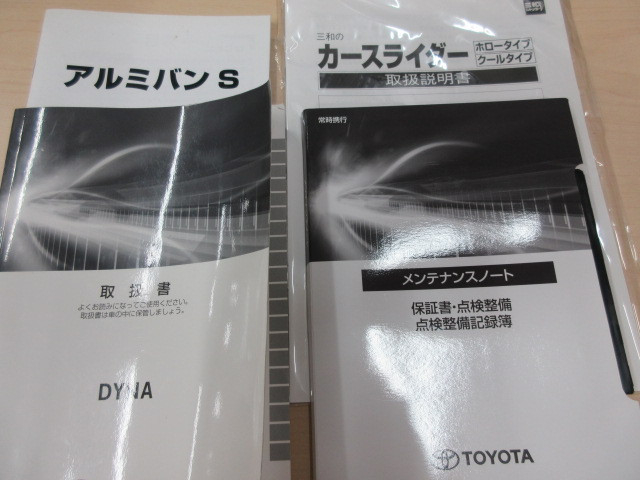 アルミバン S
取扱書
よくお読みになってご使用ください。
取扱書は車の中に保管しましょう。
DYNA
三和の
カースライダー
ホロータイプ
クールタイプ
取扱説明書
常時携行
メンテナンスノート
保証書・点検整備
点検整備記録簿
TOYOTA